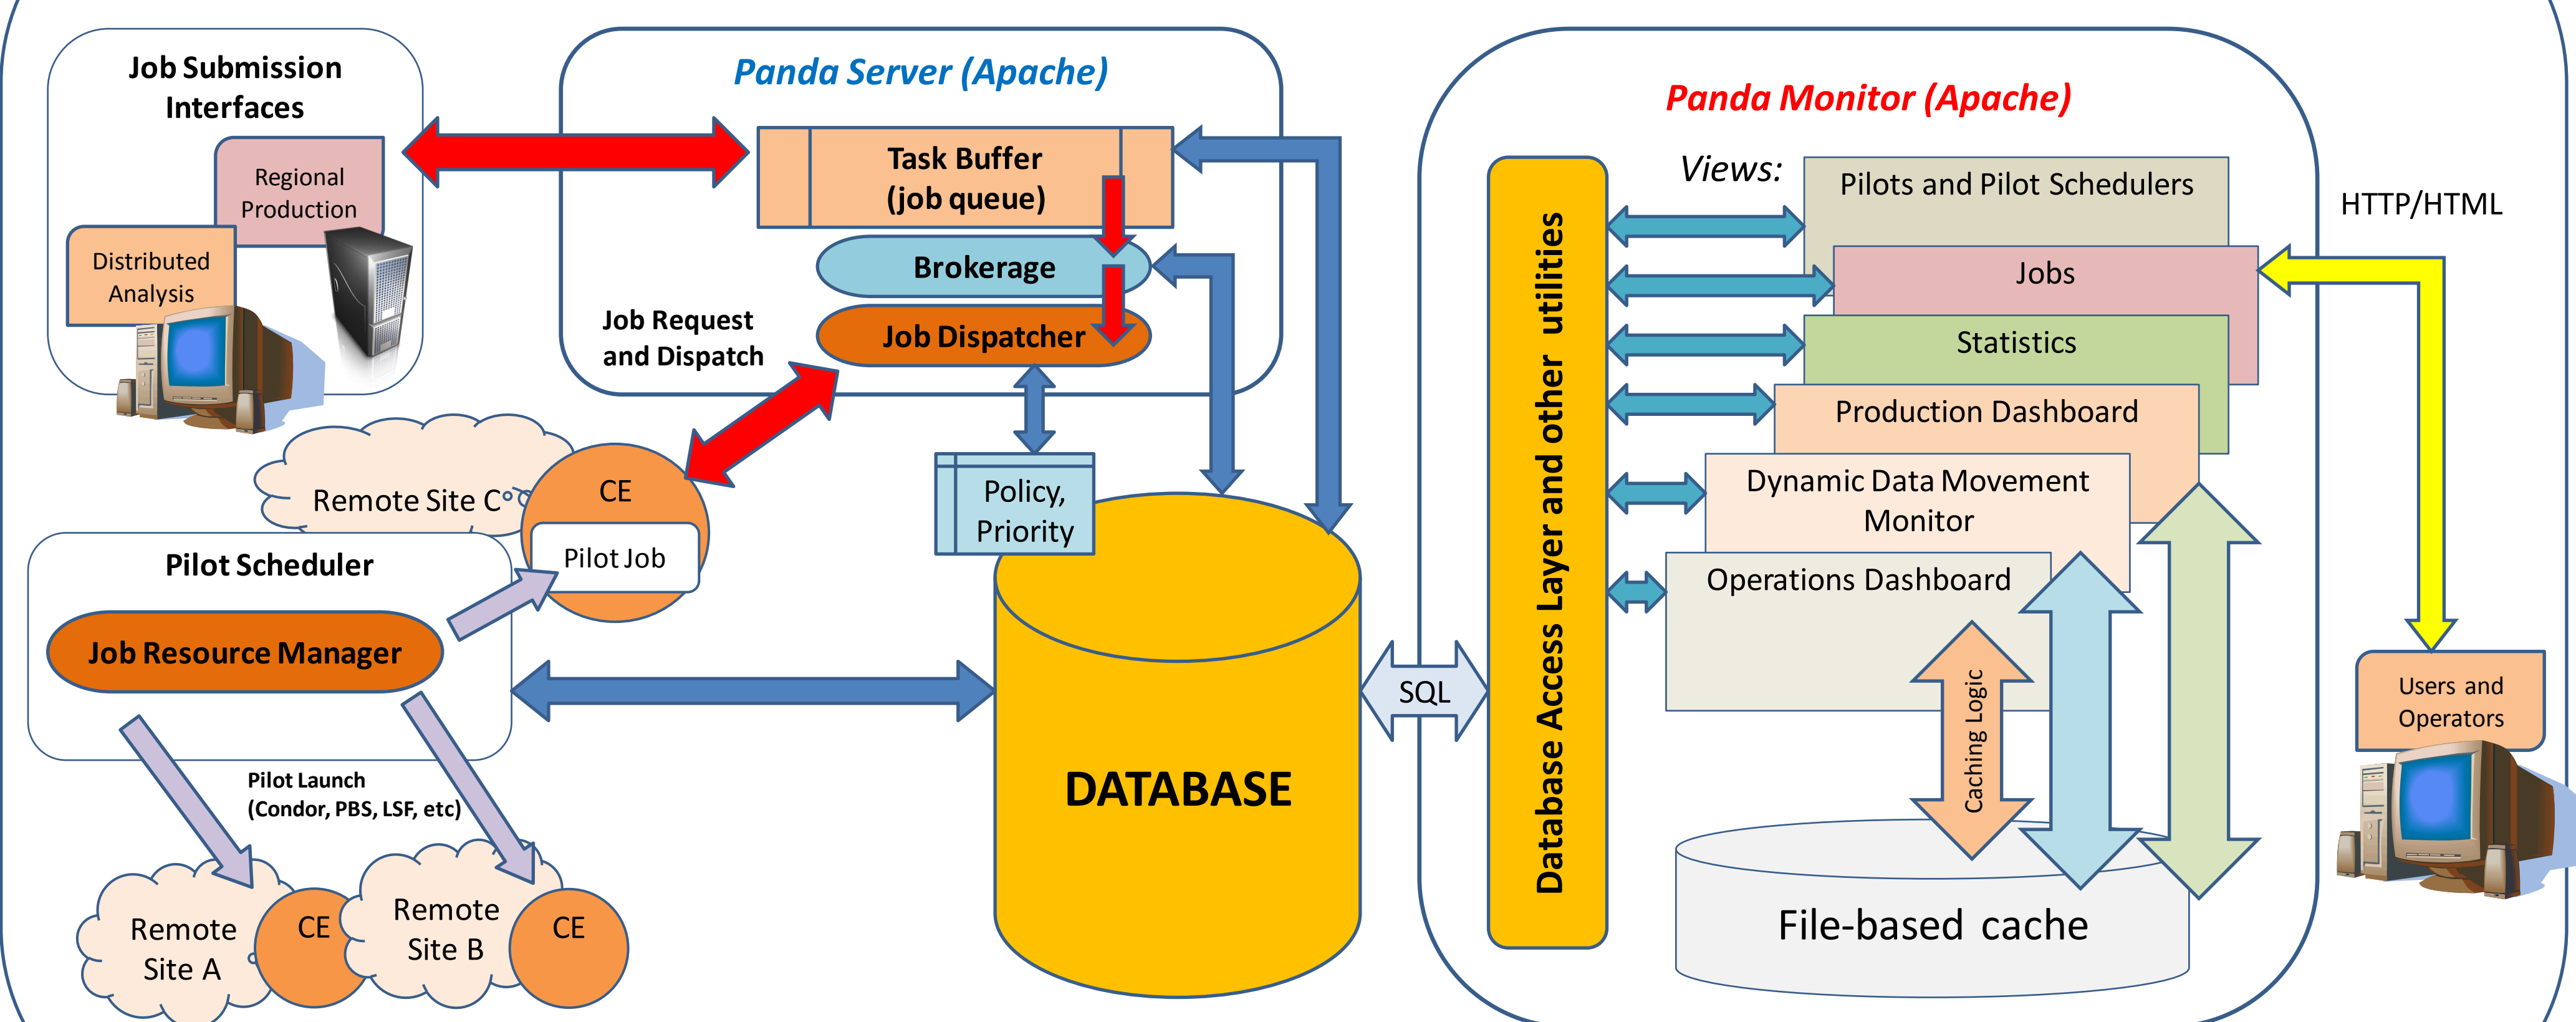 Job Submission
Interfaces
Regional
Production
Distributed
Analysis
Panda Server (Apache)
Task Buffer
(job queue)
Brokerage
Job Dispatcher
Job Request
and Dispatch
Remote Site C
CE
Pilot Job
Pilot Scheduler
Job Resource Manager
Pilot Launch
(Condor, PBS, LSF, etc)
Remote
Site A
CE
Remote
Site B
CE
Policy,
Priority
DATABASE
SQL
Panda Monitor (Apache)
Database Access Layer and other utilities
Views:
Pilots and Pilot Schedulers
Jobs
Statistics
Production Dashboard
Dynamic Data Movement
Monitor
Operations Dashboard
Caching Logic
File-based cache
HTTP/HTML
Users and
Operators